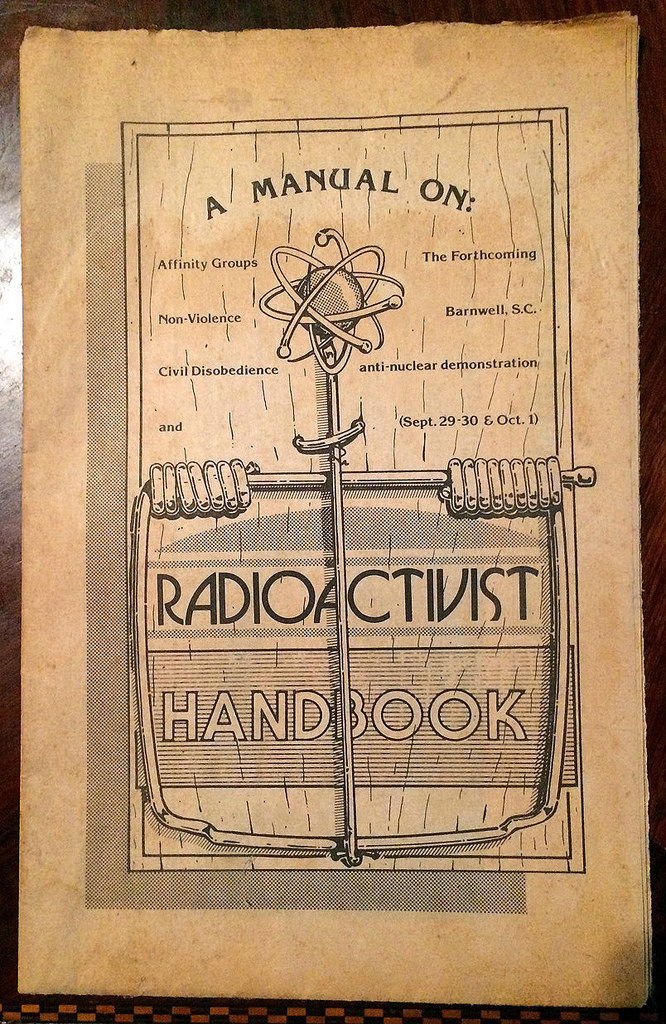 A MANUAL ON:
Affinity Groups
Non-Violence
Civil Disobedience
and
The Forthcoming
Barnwell, S.C.
anti-nuclear demonstration
(Sept. 29-30 & Oct. 1)
RADIOACTIVIST
HANDBOOK